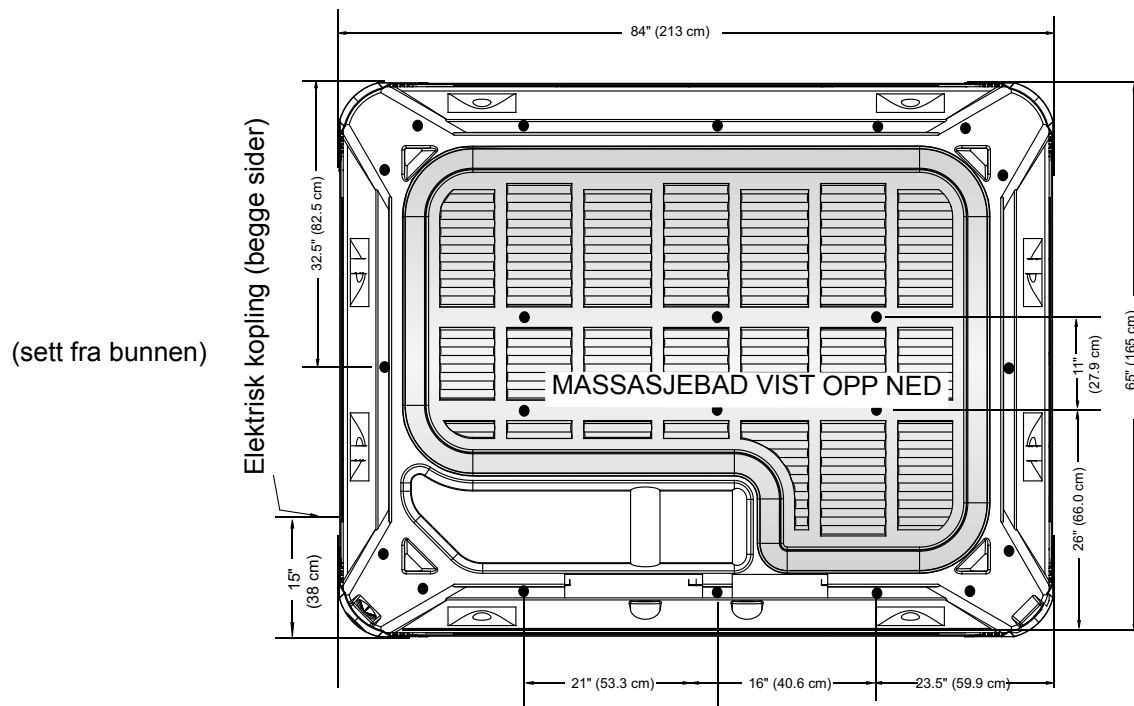 84" (213 cm)
Elektrisk kopling (begge sider)
32.5" (82.5 cm)
(sett fra bunnen)
MASSASJEBAD VIST OPP NED
11"
(27.9 cm)
65" (165 cm)
26" (66.0 cm)
15"
(38 cm)
21" (53.3 cm)
16" (40.6 cm)
23.5" (59.9 cm)